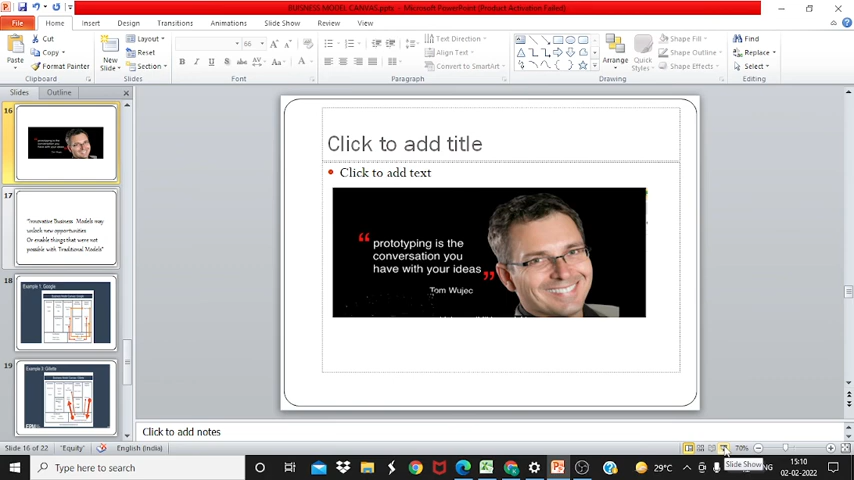 BUISNESS MODEL CANVAS.pptx - Microsoft PowerPoint (Product Activation Failed)
File Home Insert Design Transitions Animations Slide Show Review View
Cut
Copy
Format Painter
Paste
Clipboard
New
Slide
Layout
Reset
Section
Slides
66
Font
Paragraph
Text Direction
Align Text
Convert to SmartArt
Arrange
Quick
Styles
Shape Fill
Shape Outline
Shape Effects
Drawing
Find
Replace
Select
Editing
Slides Outline
16
17
"Innovative Business Models may
unlock new opportunities
Or enable things that were not
possible with Traditional Models"
18
Example 1: Google
19
Click to add title
Click to add text
“ prototyping is the
conversation you
have with your ideas ”
Tom Wujec
Click to add notes
Slide 16 of 22 "Equity" English (India) 70%
Slide Show
Type here to search
29°C
ENG
15:10
02-02-2022